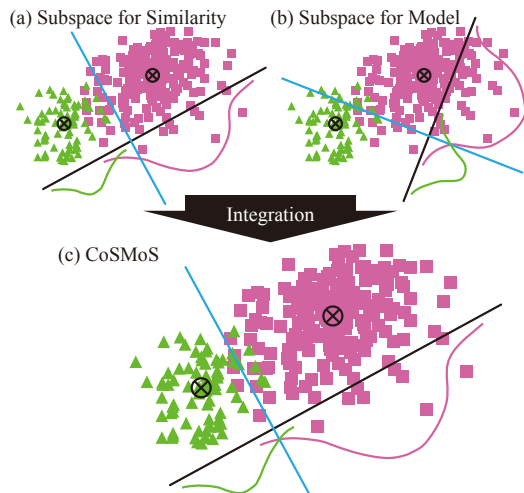 (a) Subspace for Similarity
(b) Subspace for Model
Integration
(c) CoSMoS